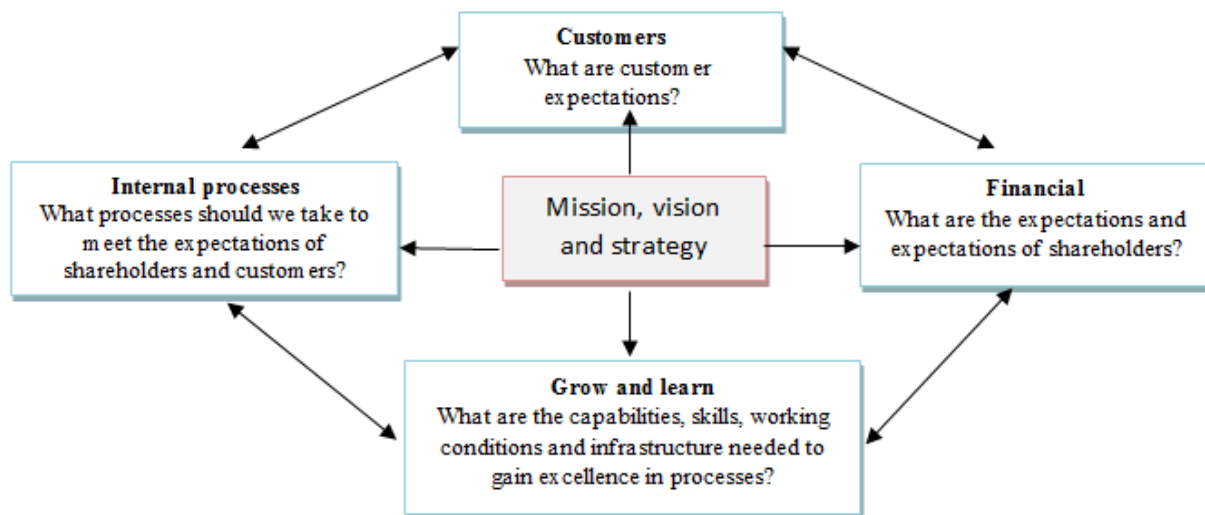 Customers
What are customer
expectations?
Internal processes
What processes should we take to
meet the expectations of
shareholders and customers?
Mission, vision
and strategy
Financial
What are the expectations and
expectations of shareholders?
Grow and learn
What are the capabilities, skills, working
conditions and infrastructure needed to
gain excellence in processes?